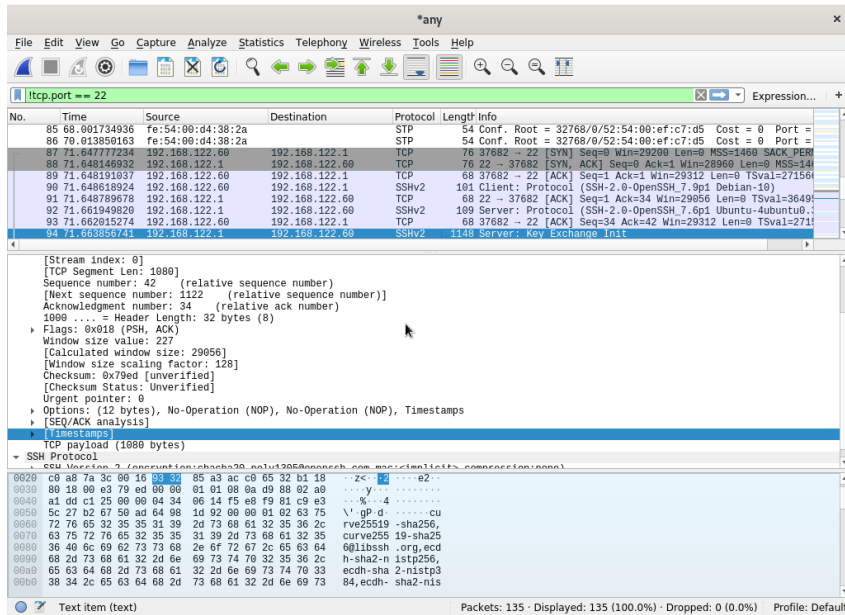 *any
File Edit View Go Capture Analyze Statistics Telephony Wireless Tools Help
!tcp.port == 22 Expression... +
No. Time Source Destination Protocol Length Info
85 68.001734936 fe:54:00:d4:38:2a STP 54 Conf. Root = 32768/0/52:54:00:ef:c7:d5 Cost = 0 Port =
86 70.013850163 fe:54:00:d4:38:2a STP 54 Conf. Root = 32768/0/52:54:00:ef:c7:d5 Cost = 0 Port =
87 71.647777234 192.168.122.60 192.168.122.1 TCP 76 37682 → 22 [SYN] Seq=0 Win=29200 Len=0 MSS=1460 SACK_PER
88 71.648146932 192.168.122.1 192.168.122.60 TCP 76 22 → 37682 [SYN, ACK] Seq=0 Ack=1 Win=28960 Len=0 MSS=146
89 71.648191037 192.168.122.60 192.168.122.1 TCP 68 37682 → 22 [ACK] Seq=1 Ack=1 Win=29312 Len=0 TSval=27156
90 71.648618924 192.168.122.60 192.168.122.1 SSHv2 101 Client: Protocol (SSH-2.0-OpenSSH_7.9p1 Debian-10)
91 71.648789678 192.168.122.1 192.168.122.60 TCP 68 22 → 37682 [ACK] Seq=1 Ack=34 Win=29056 Len=0 TSval=36495
92 71.661949820 192.168.122.1 192.168.122.60 SSHv2 109 Server: Protocol (SSH-2.0-OpenSSH_7.6p1 Ubuntu-4ubuntu0.
93 71.662015274 192.168.122.60 192.168.122.1 TCP 68 37682 → 22 [ACK] Seq=34 Ack=42 Win=29312 Len=0 TSval=2715
94 71.663856741 192.168.122.1 192.168.122.60 SSHv2 1148 Server: Key Exchange Init
[Stream index: 0]
[TCP Segment Len: 1080]
Sequence number: 42 (relative sequence number)
[Next sequence number: 1122 (relative sequence number)]
Acknowledgment number: 34 (relative ack number)
1000 .... = Header Length: 32 bytes (8)
Flags: 0x018 (PSH, ACK)
Window size value: 227
[Calculated window size: 29056]
[Window size scaling factor: 128]
Checksum: 0x79ed [unverified]
[Checksum Status: Unverified]
Urgent pointer: 0
Options: (12 bytes), No-Operation (NOP), No-Operation (NOP), Timestamps
[SEQ/ACK analysis]
[Timestamps]
TCP payload (1080 bytes)
SSH Protocol
SSH Version 2 (encryption:chacha20-poly1305@openssh.com mac:<implicit> compression:none)
0020 c0 a8 7a 3c 00 16 93 32 85 a3 ac c0 65 32 b1 18 ··z<···2 ····e2··
0030 80 18 00 e3 79 ed 00 00 01 01 08 0a d9 88 02 a0 ····y··· ········
0040 a1 dd c1 25 00 00 04 34 06 14 f5 e8 f9 81 c9 e3 ···%···4 ········
0050 5c 27 b2 67 50 ad 64 98 1d 92 00 00 01 02 63 75 \'·gP·d· ······cu
0060 72 76 65 32 35 35 31 39 2d 73 68 61 32 35 36 2c rve25519 -sha256,
0070 63 75 72 76 65 32 35 35 31 39 2d 73 68 61 32 35 curve255 19-sha25
0080 36 40 6c 69 62 73 73 68 2e 6f 72 67 2c 65 63 64 6@libssh .org,ecd
0090 68 2d 73 68 61 32 2d 6e 69 73 74 70 32 35 36 2c h-sha2-n istp256,
00a0 65 63 64 68 2d 73 68 61 32 2d 6e 69 73 74 70 33 ecdh-sha 2-nistp3
00b0 38 34 2c 65 63 64 68 2d 73 68 61 32 2d 6e 69 73 84,ecdh- sha2-nis
Text item (text) Packets: 135 · Displayed: 135 (100.0%) · Dropped: 0 (0.0%) Profile: Default